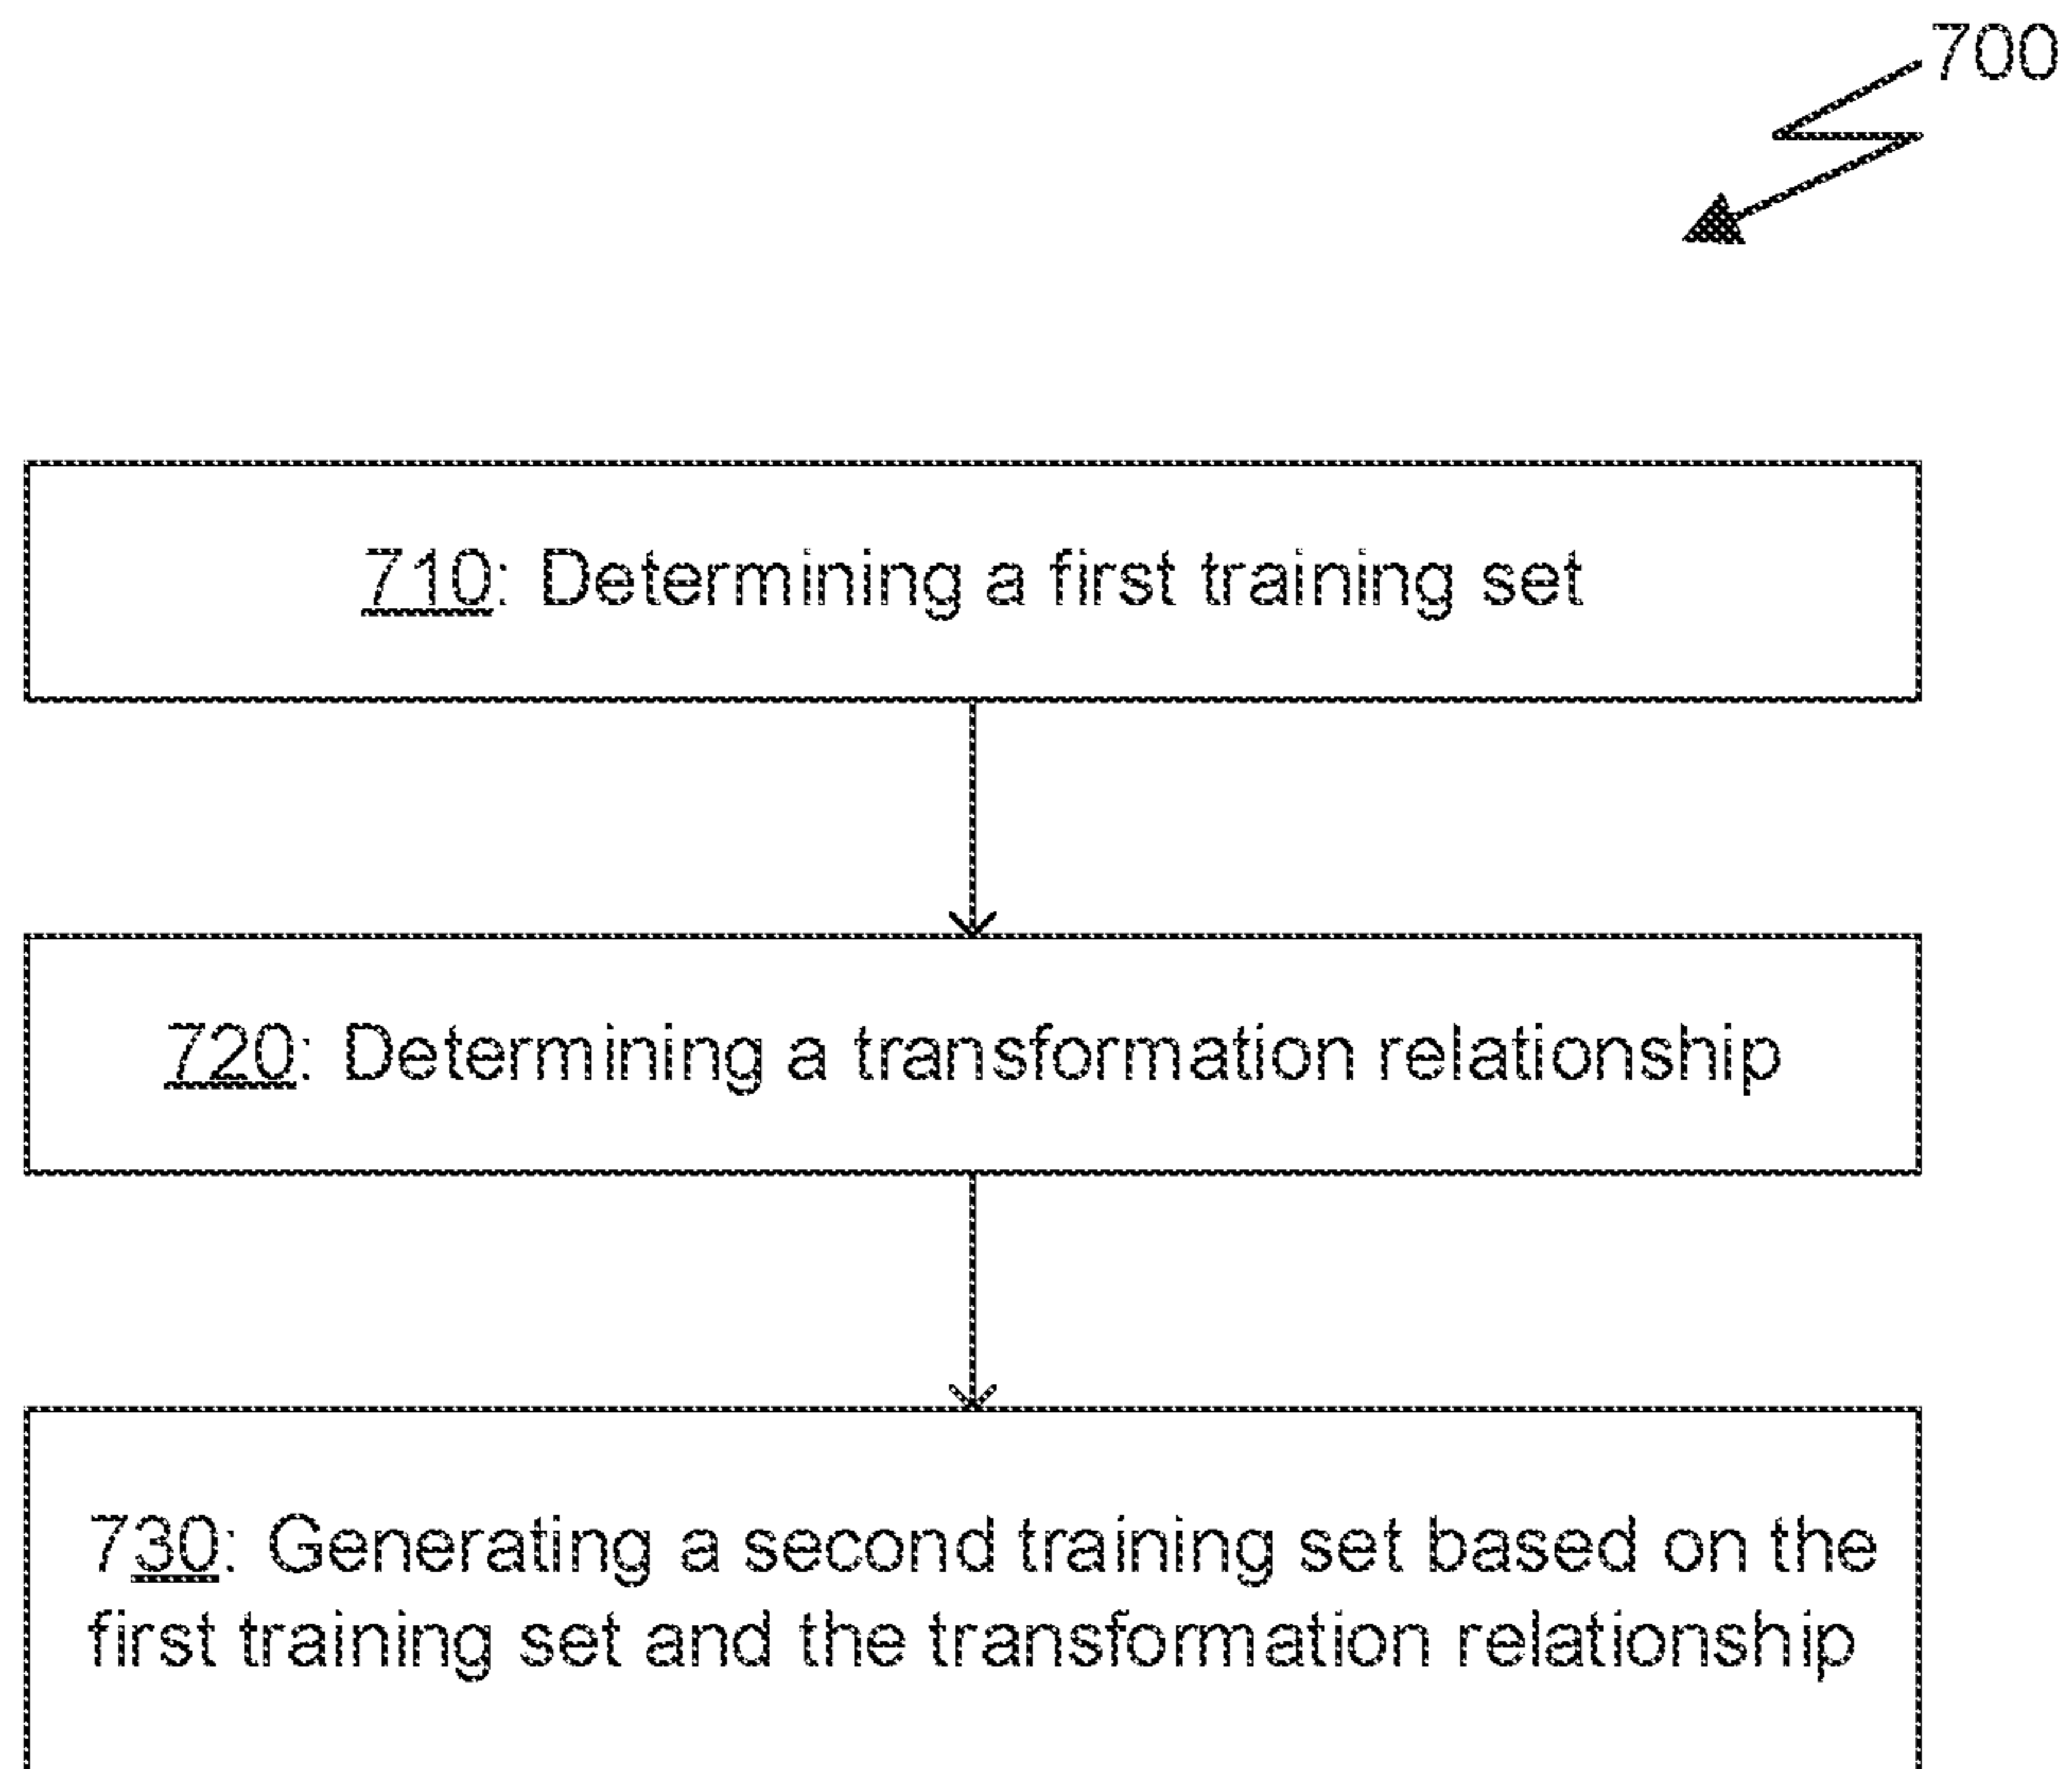 700
710: Determining a first training set
720: Determining a transformation relationship
730: Generating a second training set based on the
first training set and the transformation relationship